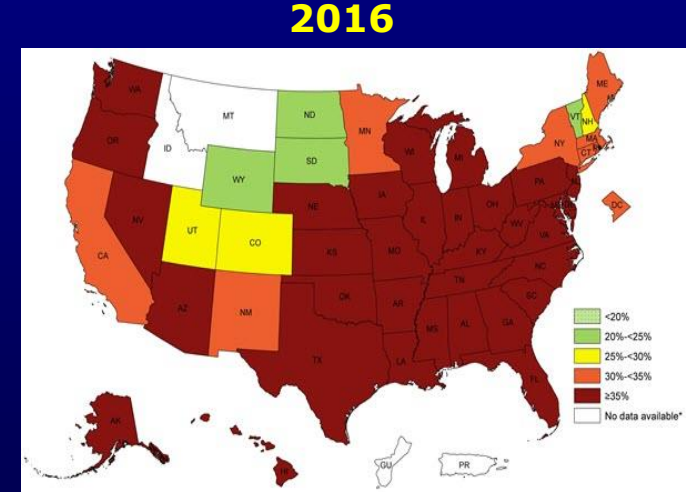 2016
WA
MT
ND
ME
OR
ID
MN
VT
NH
SD
WI
MI
NY
MA
CT
WY
IA
PA
NE
NV
UT
CO
IL
IN
OH
DC
CA
KS
MO
WV
VA
KY
NC
TN
AZ
NM
OK
AR
SC
MS
AL
GA
TX
LA
FL
<20%
20%-<25%
25%-<30%
30%-<35%
≥35%
No data available*
AK
HI
GU
PR